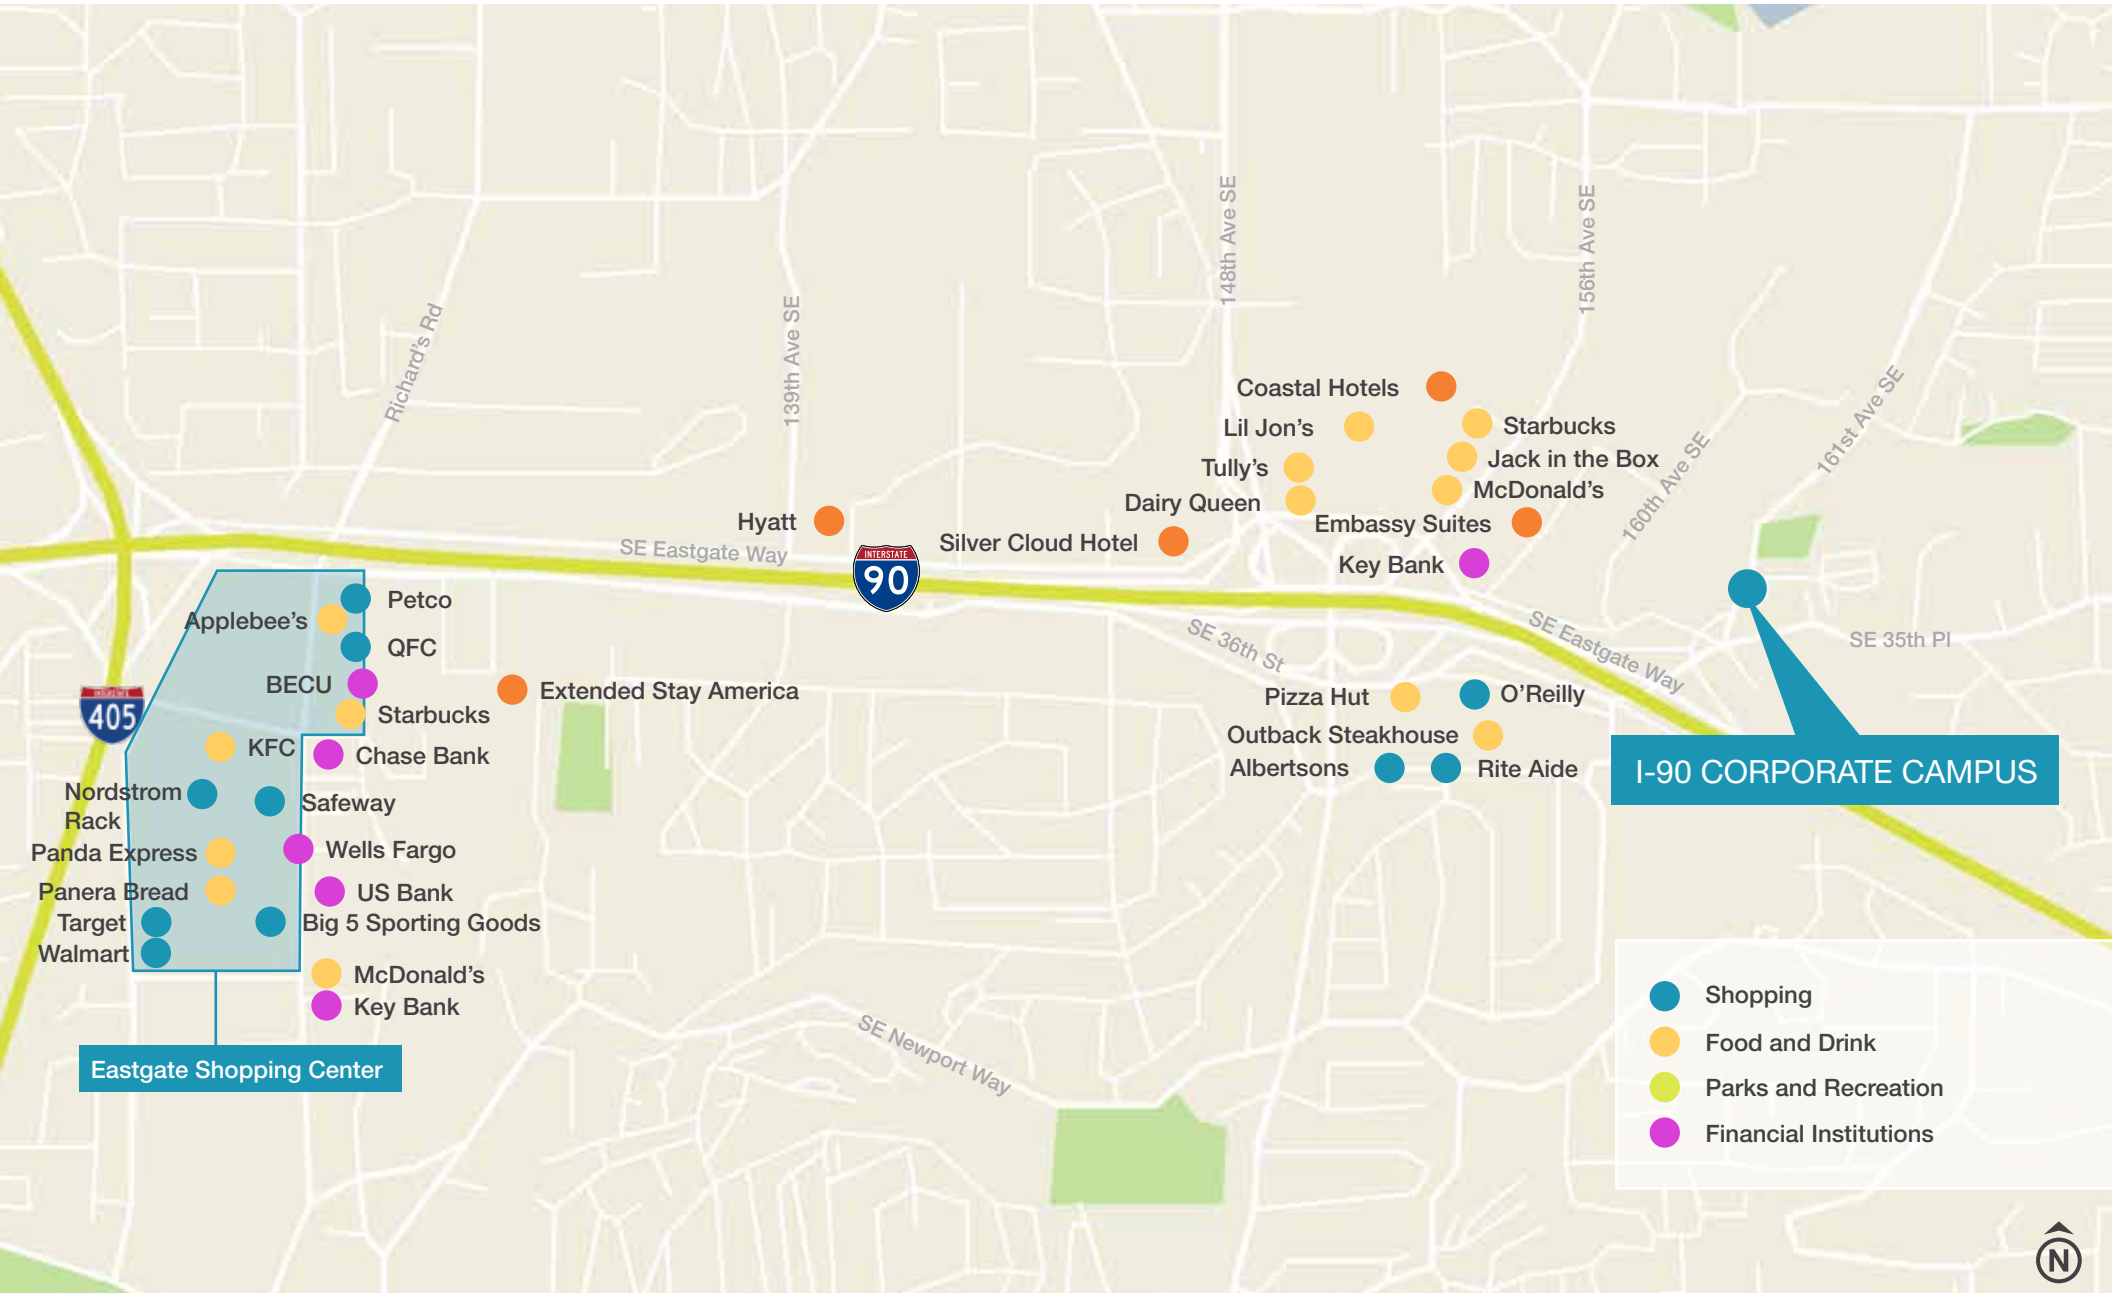 148th Ave SE
156th Ave SE
139th Ave SE
Richard's Rd
161st Ave SE
160th Ave SE
Coastal Hotels
Lil Jon's
Starbucks
Tully's
Jack in the Box
Dairy Queen
McDonald's
Hyatt
Embassy Suites
SE Eastgate Way
Silver Cloud Hotel
INTERSTATE
90
Key Bank
Petco
Applebee's
QFC
SE 36th St
SE Eastgate Way
SE 35th Pl
BECU
Extended Stay America
Pizza Hut
O'Reilly
INTERSTATE
405
Starbucks
KFC
Chase Bank
Outback Steakhouse
Albertsons
Rite Aide
I-90 CORPORATE CAMPUS
Nordstrom
Rack
Safeway
Panda Express
Wells Fargo
Panera Bread
US Bank
Target
Big 5 Sporting Goods
Walmart
McDonald's
Key Bank
SE Newport Way
Eastgate Shopping Center
Shopping
Food and Drink
Parks and Recreation
Financial Institutions
N